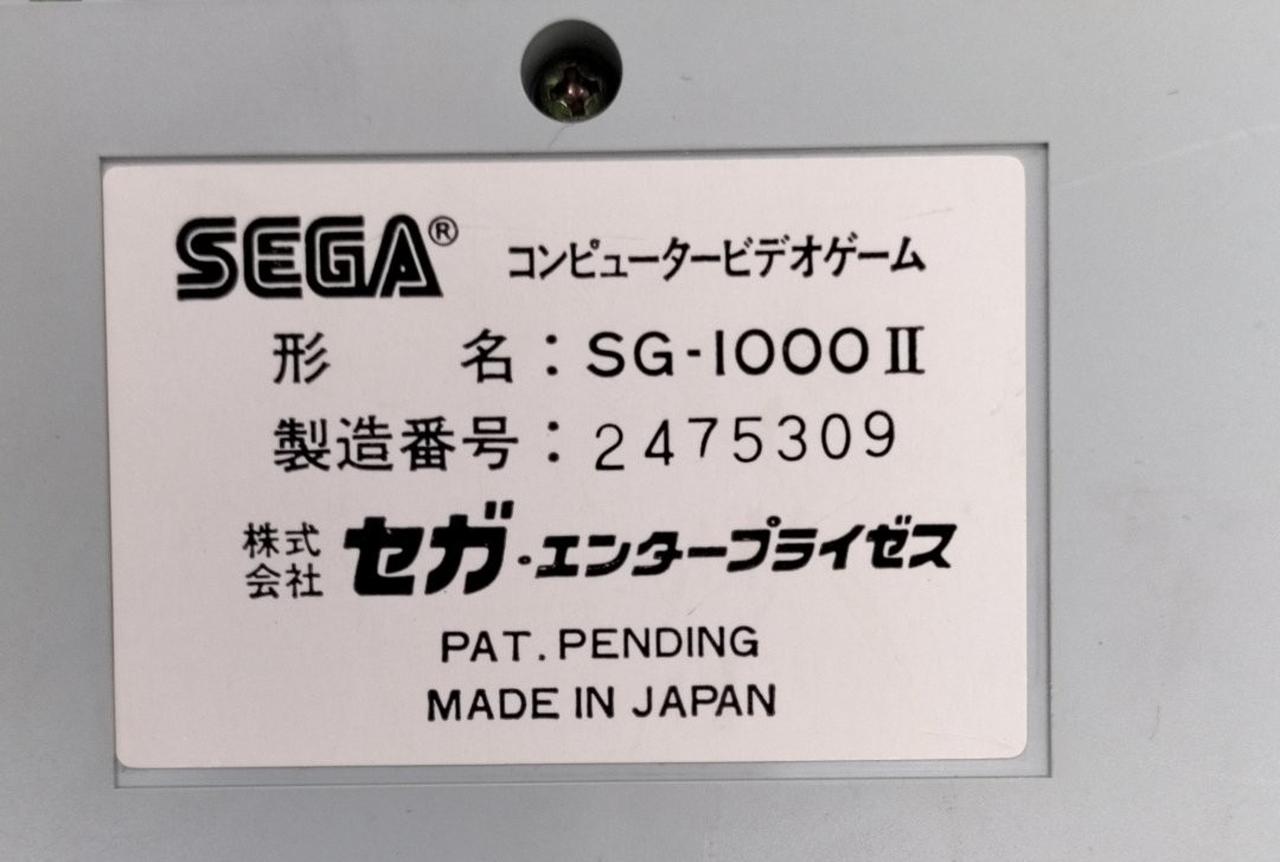 SEGA® コンピュータービデオゲーム
形 名：SG-1000Ⅱ
製造番号：2475309
株式会社 セガ・エンタープライゼス
PAT. PENDING
MADE IN JAPAN